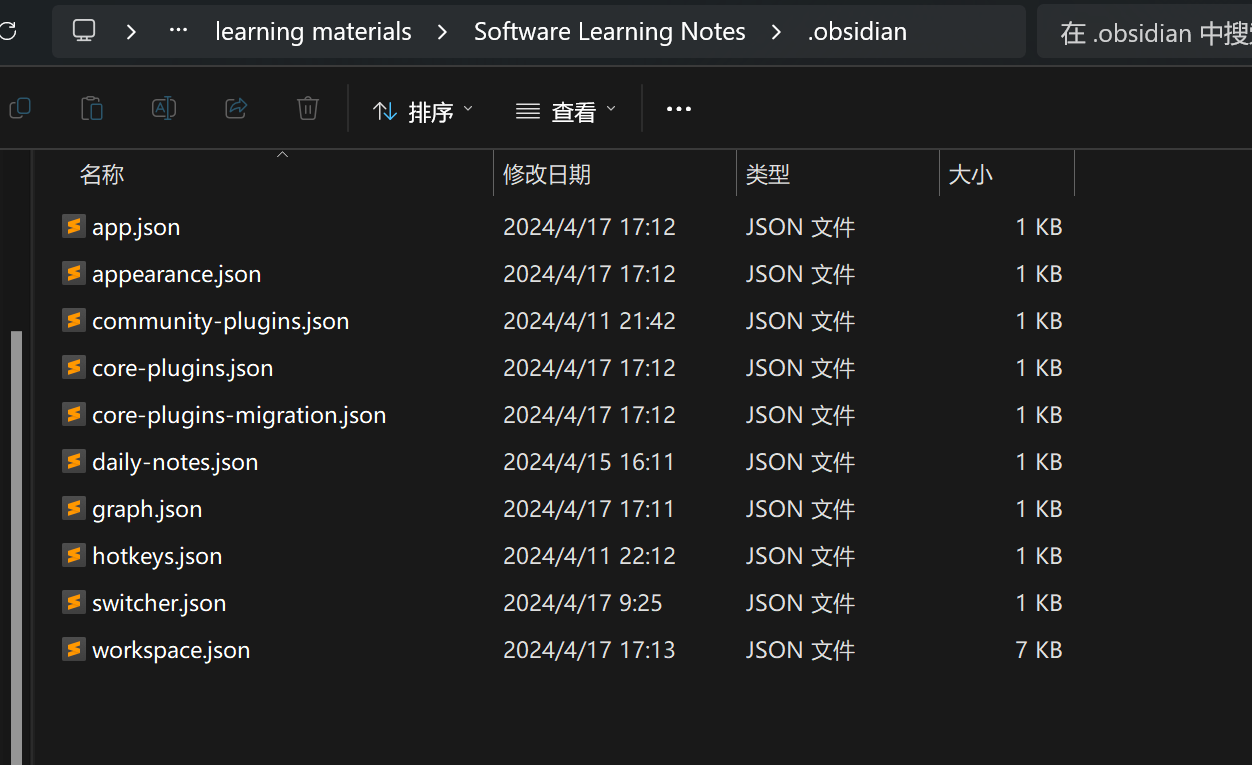 learning materials > Software Learning Notes > .obsidian
在 .obsidian 中搜
排序 查看
名称 修改日期 类型 大小
app.json 2024/4/17 17:12 JSON 文件 1 KB
appearance.json 2024/4/17 17:12 JSON 文件 1 KB
community-plugins.json 2024/4/11 21:42 JSON 文件 1 KB
core-plugins.json 2024/4/17 17:12 JSON 文件 1 KB
core-plugins-migration.json 2024/4/17 17:12 JSON 文件 1 KB
daily-notes.json 2024/4/15 16:11 JSON 文件 1 KB
graph.json 2024/4/17 17:11 JSON 文件 1 KB
hotkeys.json 2024/4/11 22:12 JSON 文件 1 KB
switcher.json 2024/4/17 9:25 JSON 文件 1 KB
workspace.json 2024/4/17 17:13 JSON 文件 7 KB